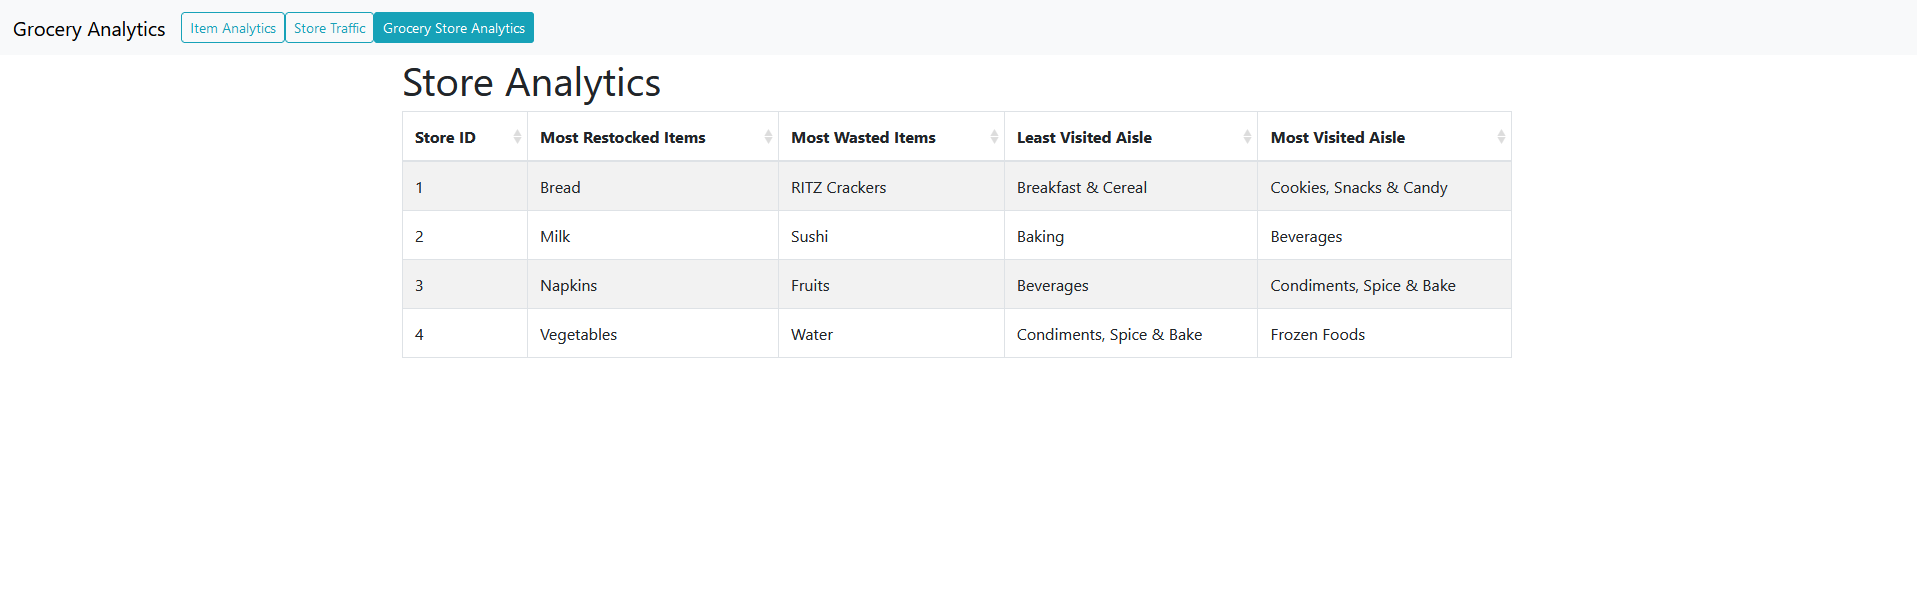 Grocery Analytics Item Analytics Store Traffic Grocery Store Analytics
Store Analytics
Store ID Most Restocked Items Most Wasted Items Least Visited Aisle Most Visited Aisle
1 Bread RITZ Crackers Breakfast & Cereal Cookies, Snacks & Candy
2 Milk Sushi Baking Beverages
3 Napkins Fruits Beverages Condiments, Spice & Bake
4 Vegetables Water Condiments, Spice & Bake Frozen Foods